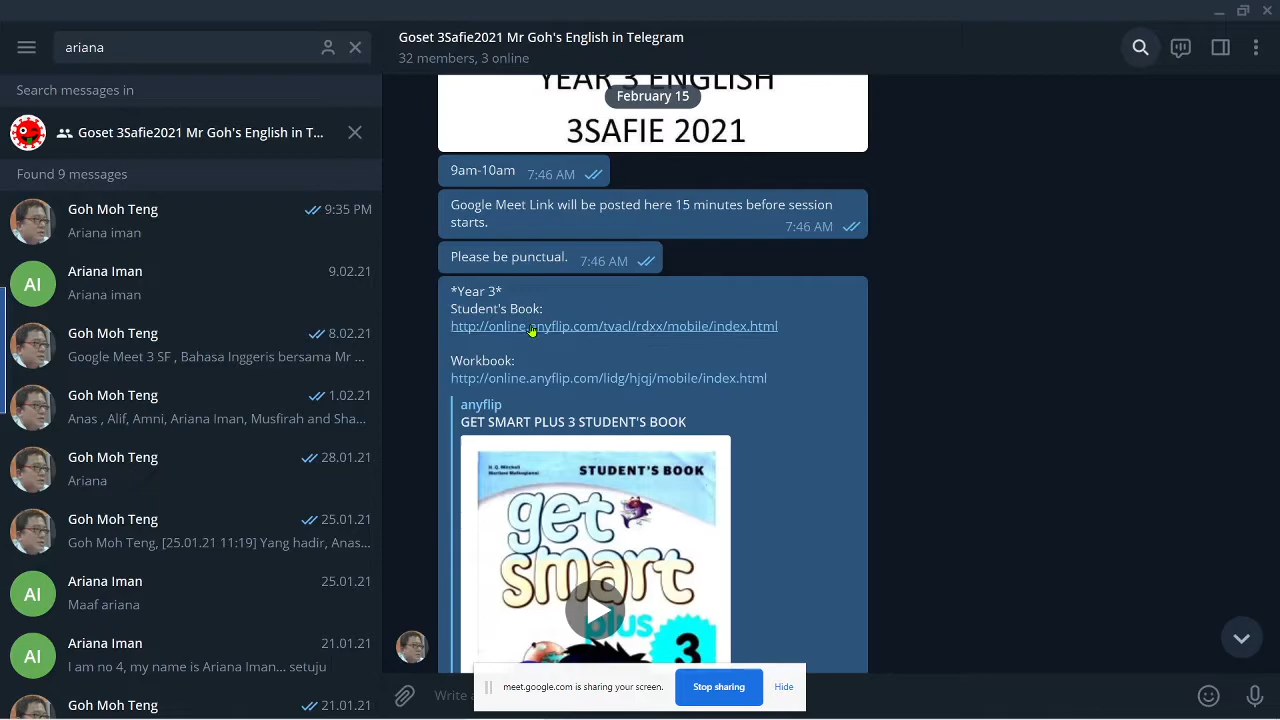 ariana
Search messages in
Goset 3Safie2021 Mr Goh's English in T...
Found 9 messages
Goh Moh Teng 9:35 PM
Ariana iman
AI
Ariana Iman 9.02.21
Ariana iman
Goh Moh Teng 8.02.21
Google Meet 3 SF , Bahasa Inggeris bersama Mr ...
Goh Moh Teng 1.02.21
Anas , Alif, Amni, Ariana Iman, Musfirah and Sha...
Goh Moh Teng 28.01.21
Ariana
Goh Moh Teng 25.01.21
Goh Moh Teng, [25.01.21 11:19] Yang hadir, Anas...
AI
Ariana Iman 25.01.21
Maaf ariana
AI
Ariana Iman 21.01.21
I am no 4, my name is Ariana Iman... setuju
Goh Moh Teng 21.01.21
Goset 3Safie2021 Mr Goh's English in Telegram
32 members, 3 online
YEAR 3 ENGLISH
February 15
3SAFIE 2021
9am-10am 7:46 AM
Google Meet Link will be posted here 15 minutes before session
starts. 7:46 AM
Please be punctual. 7:46 AM
*Year 3*
Student's Book:
http://online.anyflip.com/tvacl/rdxx/mobile/index.html
Workbook:
http://online.anyflip.com/lidg/hjqj/mobile/index.html
anyflip
GET SMART PLUS 3 STUDENT'S BOOK
STUDENT'S BOOK
get
smart
plus 3
meet.google.com is sharing your screen. Stop sharing Hide